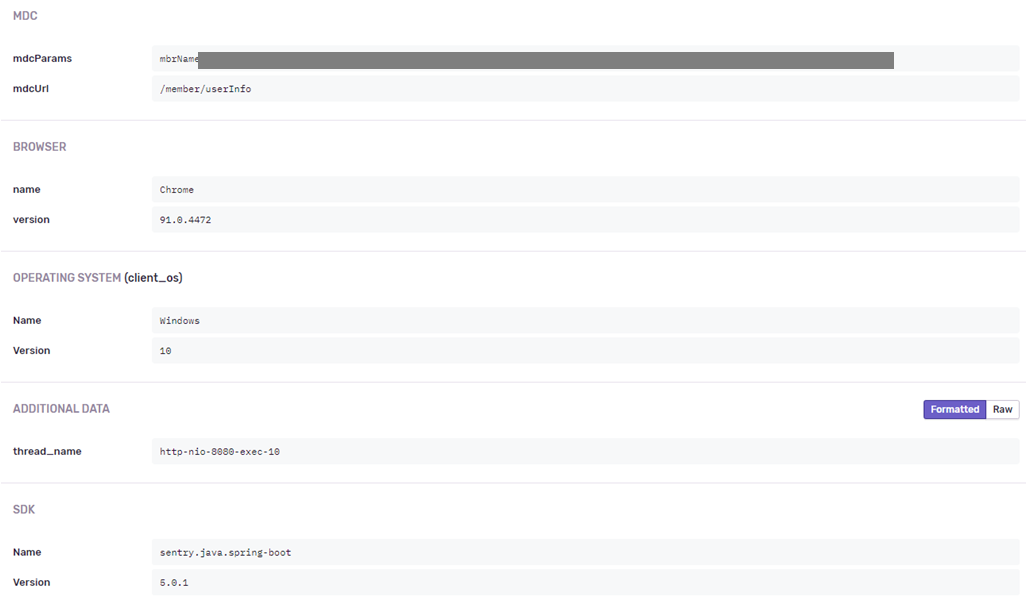 MDC
mdcParams mbrName
mdcUrl /member/userInfo
BROWSER
name Chrome
version 91.0.4472
OPERATING SYSTEM (client_os)
Name Windows
Version 10
ADDITIONAL DATA Formatted Raw
thread_name http-nio-8080-exec-10
SDK
Name sentry.java.spring-boot
Version 5.0.1